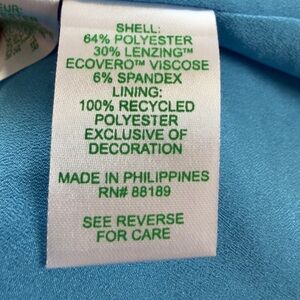 SHELL:
64% POLYESTER
30% LENZING™
ECOVERO™ VISCOSE
6% SPANDEX
LINING:
100% RECYCLED
POLYESTER
EXCLUSIVE OF
DECORATION
MADE IN PHILIPPINES
RN# 88189
SEE REVERSE
FOR CARE